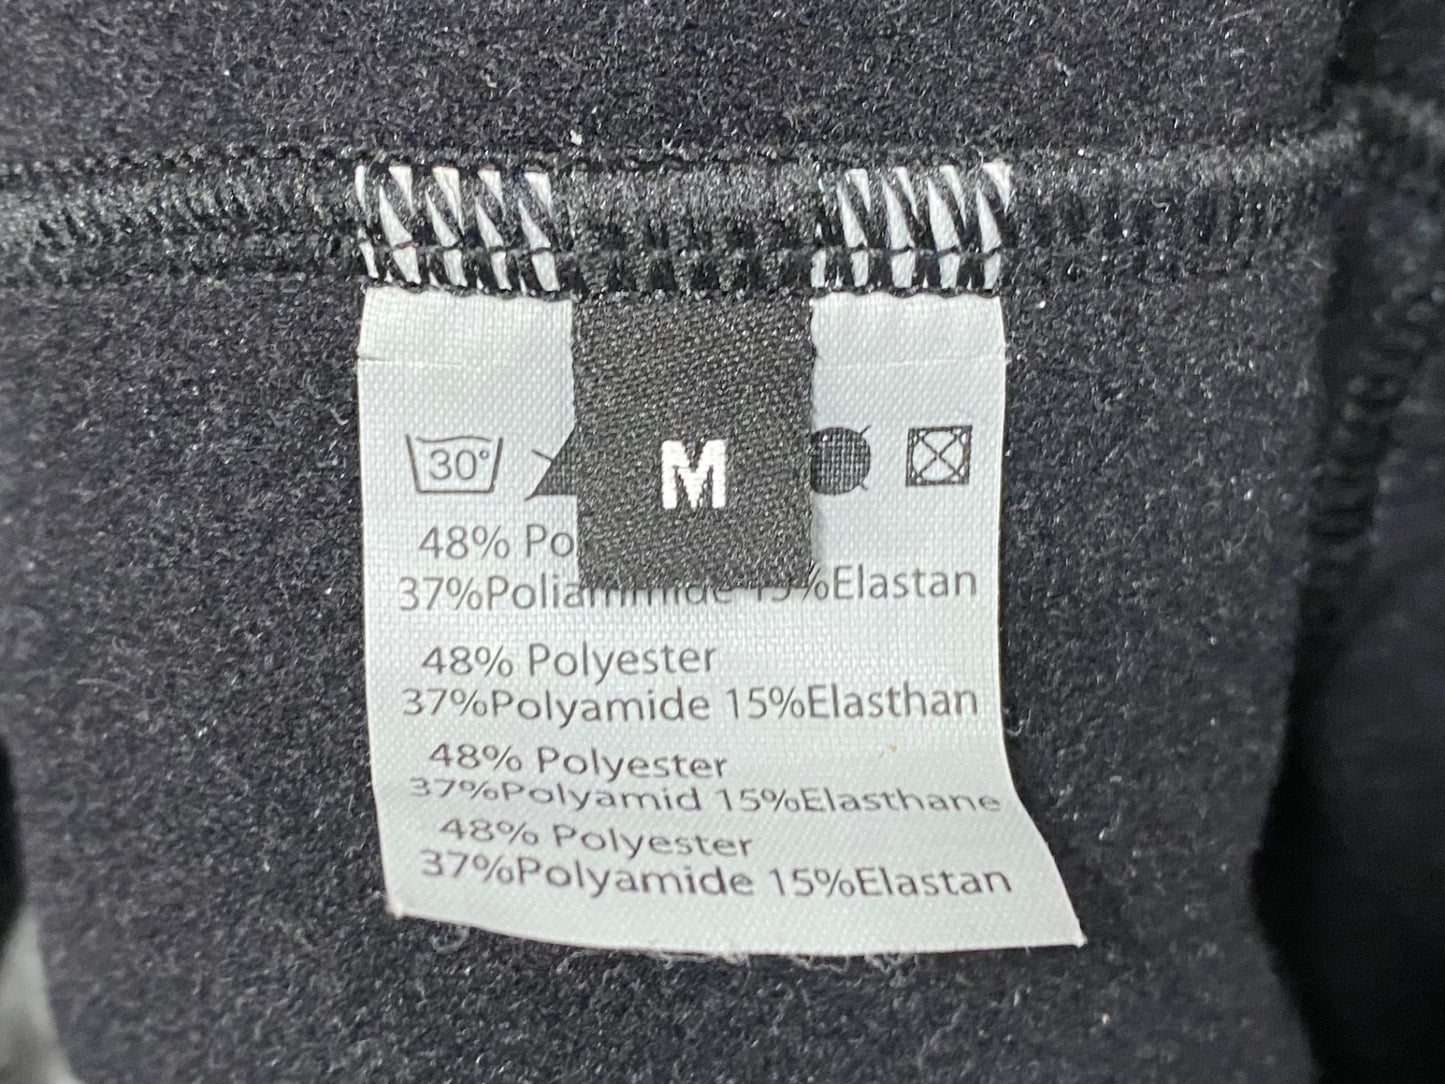 30°
M
48% Po
37%Poliammide 15%Elastan
48% Polyester
37%Polyamide 15%Elasthan
48% Polyester
37%Polyamid 15%Elasthane
48% Polyester
37%Polyamide 15%Elastan